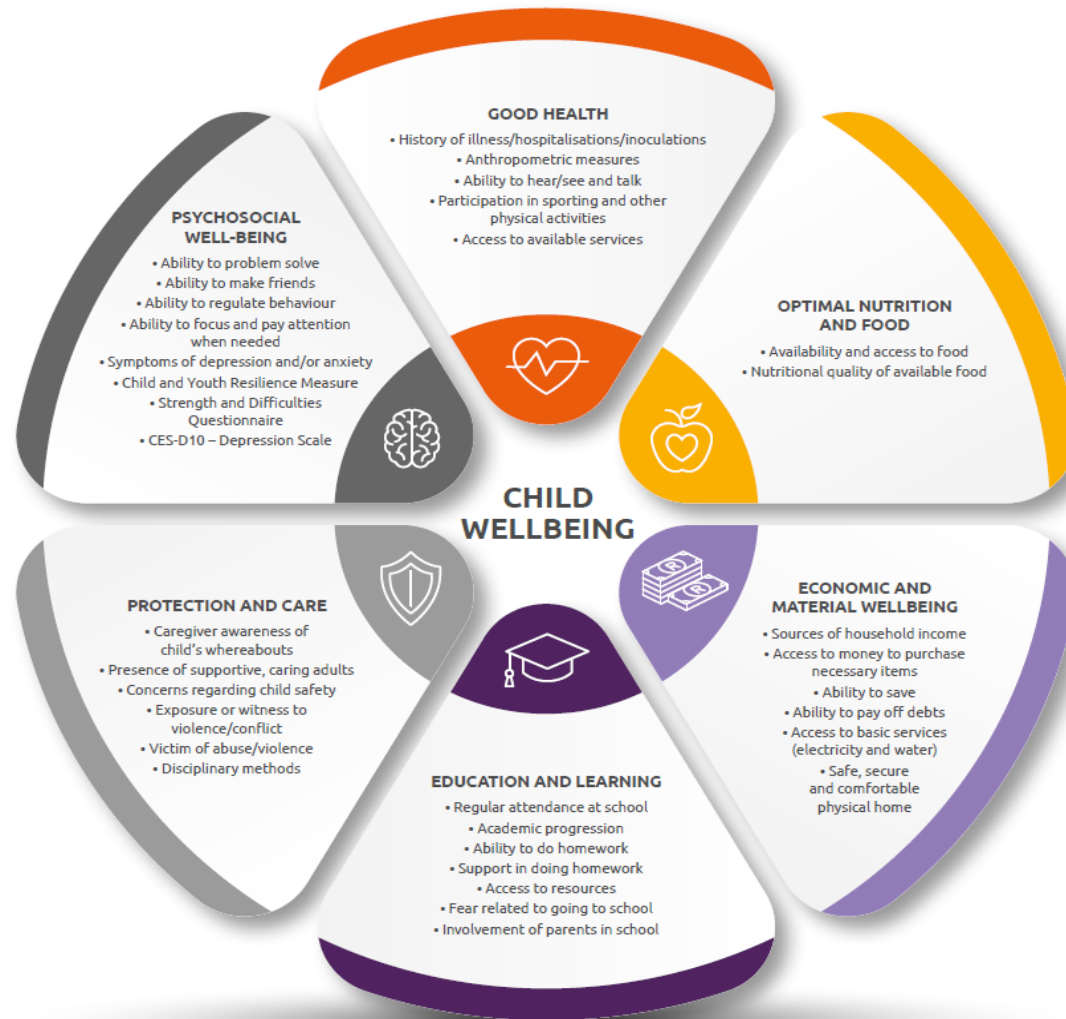 GOOD HEALTH
• History of illness/hospitalisations/inoculations
• Anthropometric measures
• Ability to hear/see and talk
• Participation in sporting and other
physical activities
• Access to available services
PSYCHOSOCIAL
WELL-BEING
• Ability to problem solve
• Ability to make friends
• Ability to regulate behaviour
• Ability to focus and pay attention
when needed
• Symptoms of depression and/or anxiety
• Child and Youth Resilience Measure
• Strength and Difficulties
Questionnaire
• CES-D10 – Depression Scale
OPTIMAL NUTRITION
AND FOOD
• Availability and access to food
• Nutritional quality of available food
CHILD
WELLBEING
PROTECTION AND CARE
• Caregiver awareness of
child's whereabouts
• Presence of supportive, caring adults
• Concerns regarding child safety
• Exposure or witness to
violence/conflict
• Victim of abuse/violence
• Disciplinary methods
R
R
ECONOMIC AND
MATERIAL WELLBEING
• Sources of household income
• Access to money to purchase
necessary items
• Ability to save
• Ability to pay off debts
• Access to basic services
(electricity and water)
• Safe, secure
and comfortable
physical home
EDUCATION AND LEARNING
• Regular attendance at school
• Academic progression
• Ability to do homework
• Support in doing homework
• Access to resources
• Fear related to going to school
• Involvement of parents in school